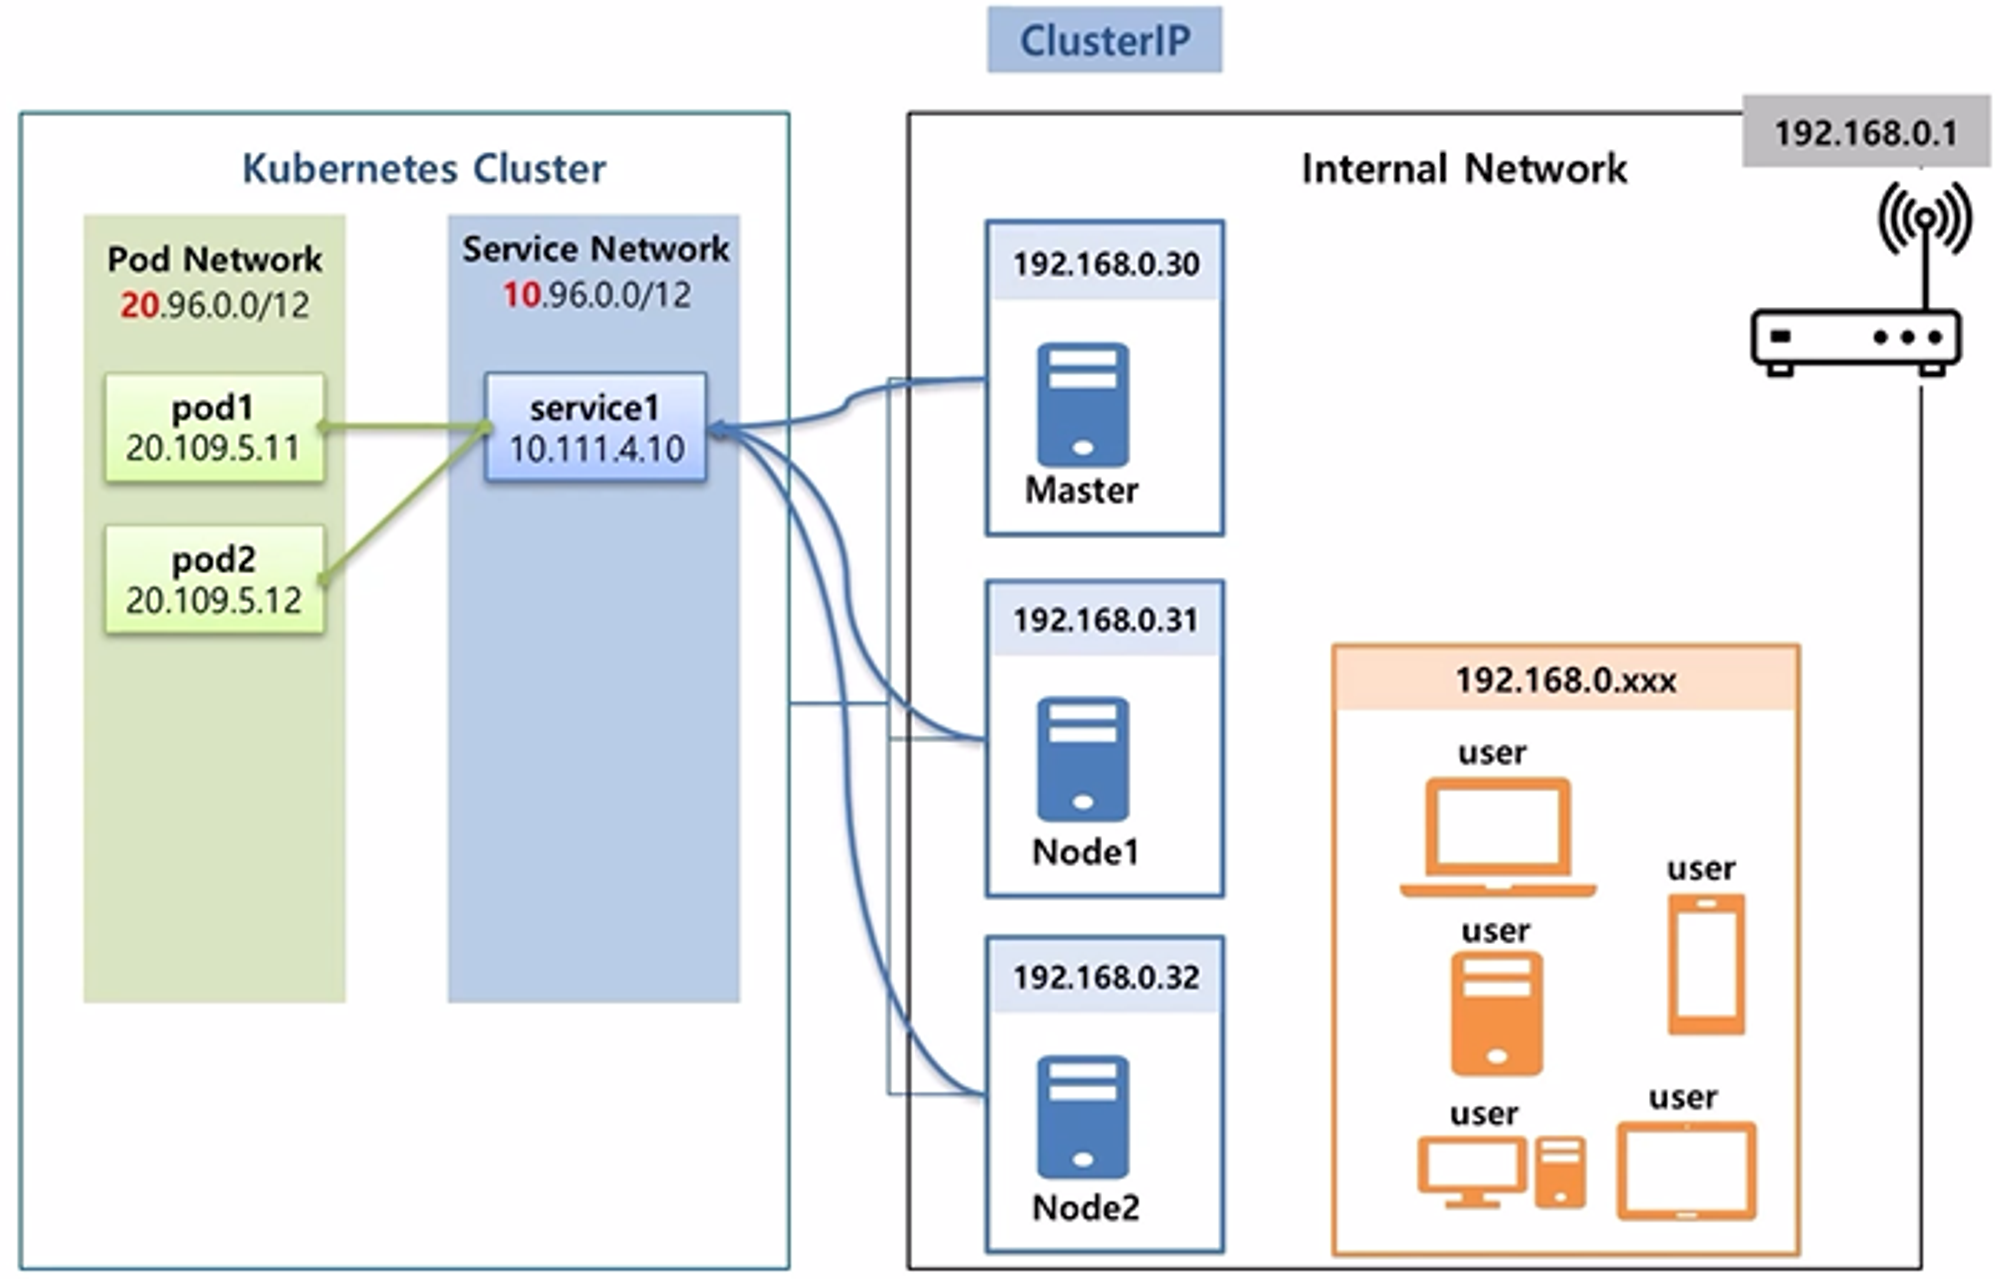 ClusterIP
Kubernetes Cluster
Pod Network
20.96.0.0/12
pod1
20.109.5.11
pod2
20.109.5.12
Service Network
10.96.0.0/12
service1
10.111.4.10
Internal Network
192.168.0.1
192.168.0.30
Master
192.168.0.31
Node1
192.168.0.32
Node2
192.168.0.xxx
user
user
user
user
user